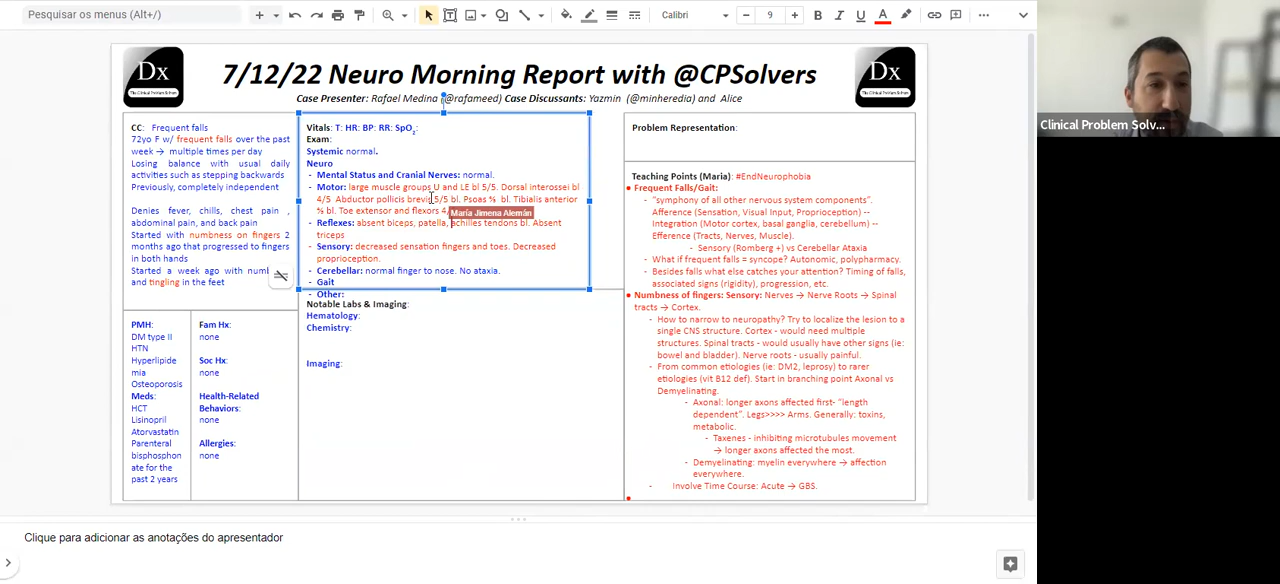 Pesquisar os menus (Alt+/)
Calibri
9
B I U A
Dx
7/12/22 Neuro Morning Report with @CPSolvers
Dx
Case Presenter: Rafael Medina (@rafameed) Case Discussants: Yazmin (@minheredia) and Alice
CC: Frequent falls
72yo F w/ frequent falls over the past
week → multiple times per day
Losing balance with usual daily
activities such as stepping backwards
Previously, completely independent
Denies fever, chills, chest pain ,
abdominal pain, and back pain
Started with numbness on fingers 2
months ago that progressed to fingers
in both hands
Started a week ago with num
and tingling in the feet
PMH:
DM type II
HTN
Hyperlipide
mia
Osteoporosis
Meds:
HCT
Lisinopril
Atorvastatin
Parenteral
bisphosphon
ate for the
past 2 years
Fam Hx:
none
Soc Hx:
none
Health-Related
Behaviors:
none
Allergies:
none
Vitals: T: HR: BP: RR: SpO2:
Exam:
Systemic normal.
Neuro
- Mental Status and Cranial Nerves: normal.
- Motor: large muscle groups U and LE bl 5/5. Dorsal interossei bl
4/5 Abductor pollicis brevis 5/5 bl. Psoas ⅘ bl. Tibialis anterior
⅗ bl. Toe extensor and flexors 4/
María Jimena Alemán
- Reflexes: absent biceps, patella, achilles tendons bl. Absent
triceps
- Sensory: decreased sensation fingers and toes. Decreased
proprioception.
- Cerebellar: normal finger to nose. No ataxia.
- Gait
- Other:
Notable Labs & Imaging:
Hematology:
Chemistry:
Imaging:
Problem Representation:
Teaching Points (Maria): #EndNeurophobia
● Frequent Falls/Gait:
- "symphony of all other nervous system components".
Afference (Sensation, Visual Input, Proprioception) --
Integration (Motor cortex, basal ganglia, cerebellum) --
Efference (Tracts, Nerves, Muscle).
- Sensory (Romberg +) vs Cerebellar Ataxia
- What if frequent falls = syncope? Autonomic, polypharmacy.
- Besides falls what else catches your attention? Timing of falls,
associated signs (rigidity), progression, etc.
● Numbness of fingers: Sensory: Nerves → Nerve Roots → Spinal
tracts → Cortex.
- How to narrow to neuropathy? Try to localize the lesion to a
single CNS structure. Cortex - would need multiple
structures. Spinal tracts - would usually have other signs (ie:
bowel and bladder). Nerve roots - usually painful.
- From common etiologies (ie: DM2, leprosy) to rarer
etiologies (vit B12 def). Start in branching point Axonal vs
Demyelinating.
- Axonal: longer axons affected first- "length
dependent". Legs>>>> Arms. Generally: toxins,
metabolic.
- Taxenes - inhibiting microtubules movement
→ longer axons affected the most.
- Demyelinating: myelin everywhere → affection
everywhere.
- Involve Time Course: Acute → GBS.
●
Clique para adicionar as anotações do apresentador
Clinical Problem Solv...